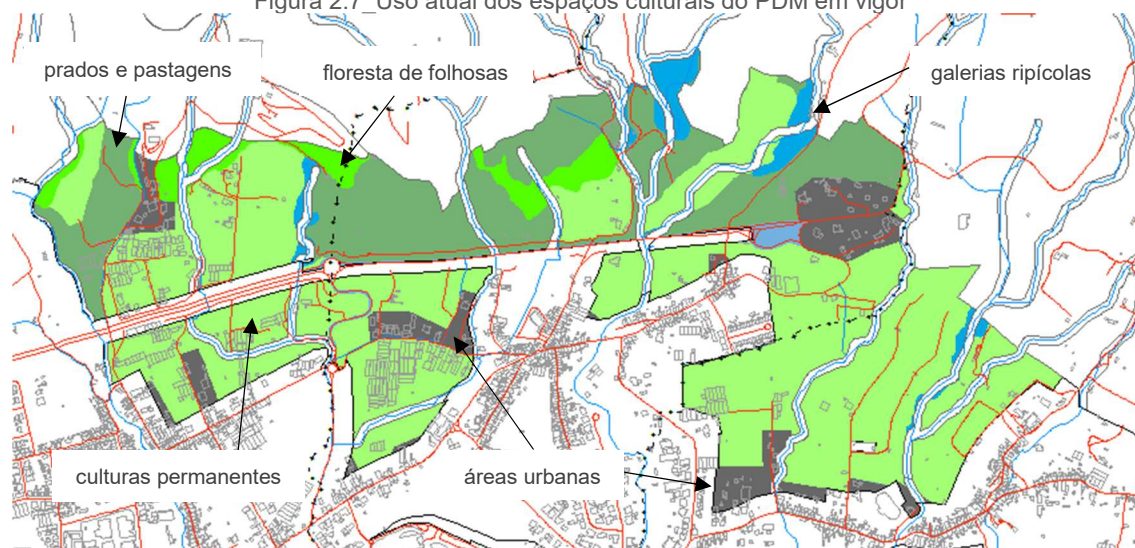 Figura 2.7_Uso atual dos espaços culturais do PDM em vigor
prados e pastagens
floresta de folhosas
galerias ripícolas
culturas permanentes
áreas urbanas